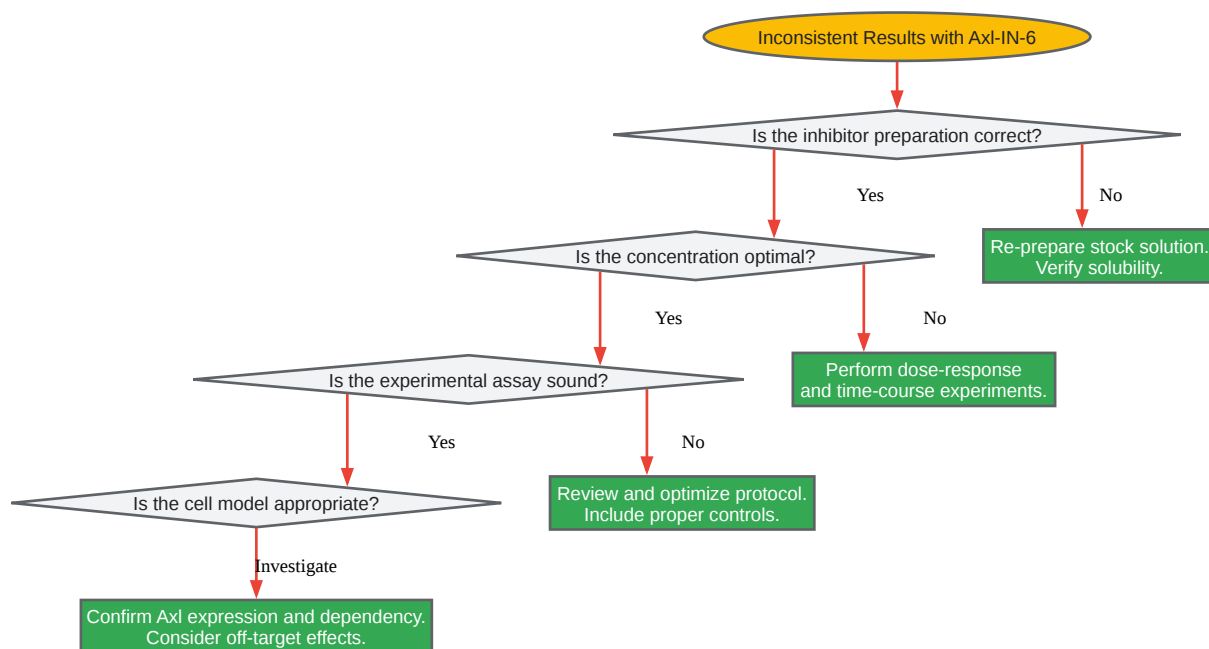 Inconsistent Results with Axl-IN-6
Is the inhibitor preparation correct?
Yes
No
Re-prepare stock solution.
Verify solubility.
Is the concentration optimal?
Yes
No
Perform dose-response
and time-course experiments.
Is the experimental assay sound?
Yes
No
Review and optimize protocol.
Include proper controls.
Is the cell model appropriate?
Investigate
Confirm Axl expression and dependency.
Consider off-target effects.